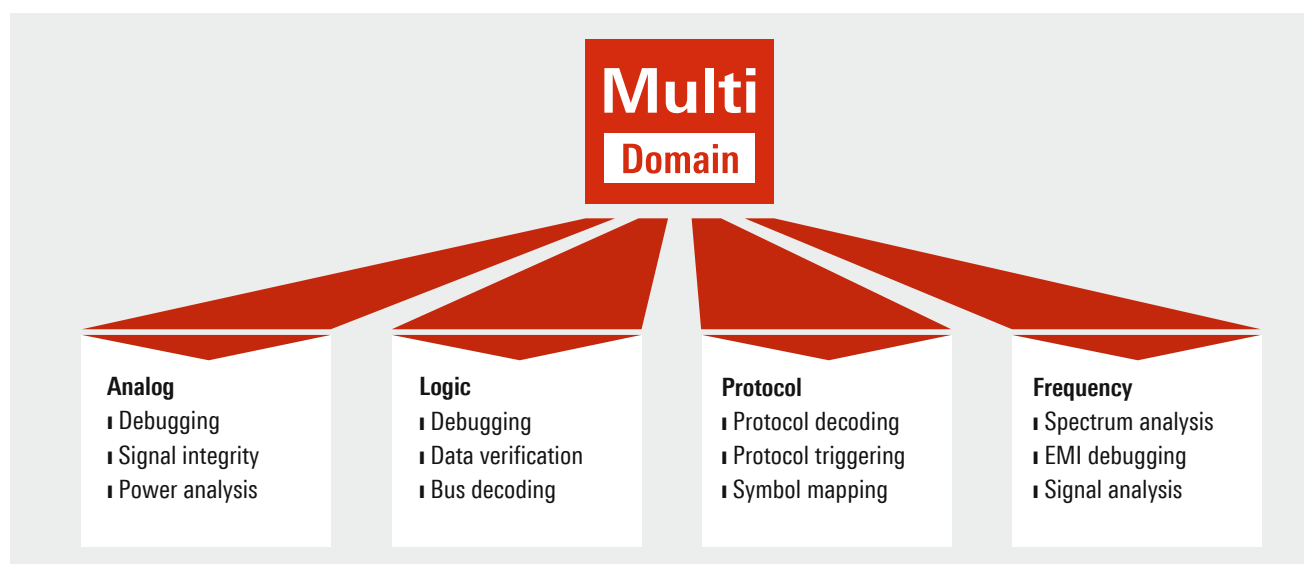 Multi
Domain
Analog
ı Debugging
ı Signal integrity
ı Power analysis
Logic
ı Debugging
ı Data verification
ı Bus decoding
Protocol
ı Protocol decoding
ı Protocol triggering
ı Symbol mapping
Frequency
ı Spectrum analysis
ı EMI debugging
ı Signal analysis